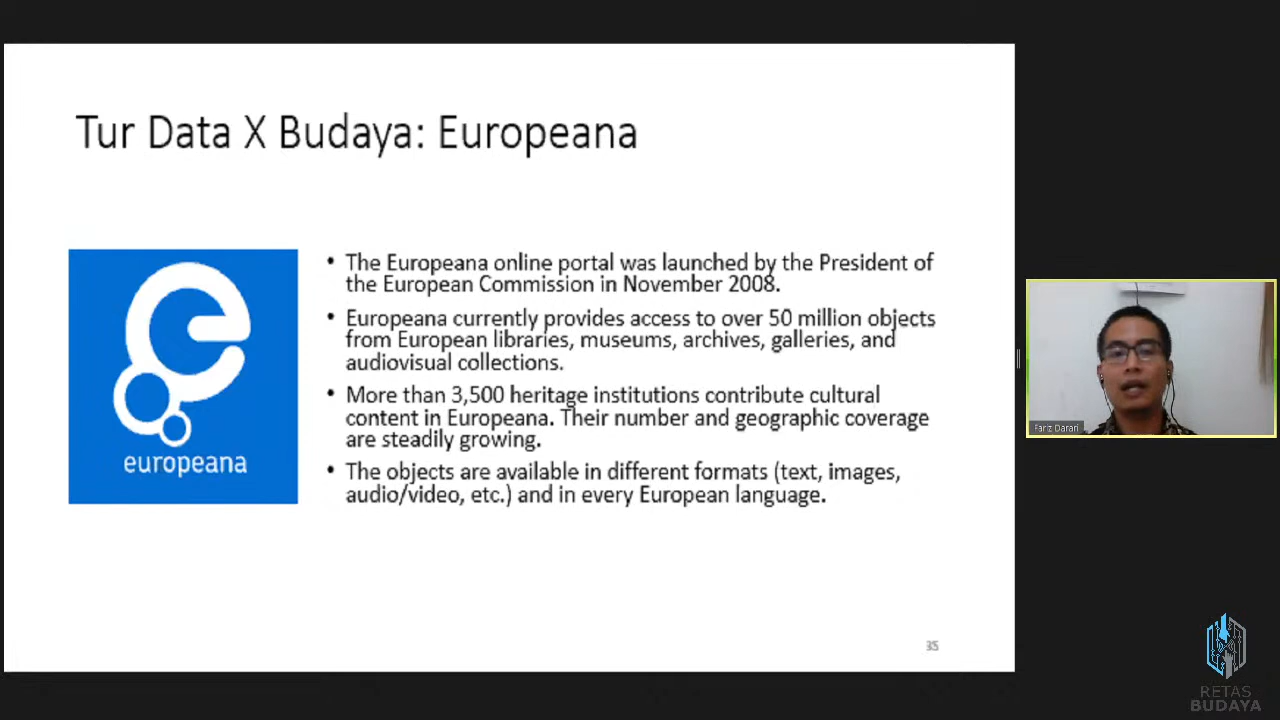 Tur Data X Budaya: Europeana
europeana
• The Europeana online portal was launched by the President of
the European Commission in November 2008.
• Europeana currently provides access to over 50 million objects
from European libraries, museums, archives, galleries, and
audiovisual collections.
• More than 3,500 heritage institutions contribute cultural
content in Europeana. Their number and geographic coverage
are steadily growing.
• The objects are available in different formats (text, images,
audio/video, etc.) and in every European language.
35
Fariz Darari
RETAS
BUDAYA